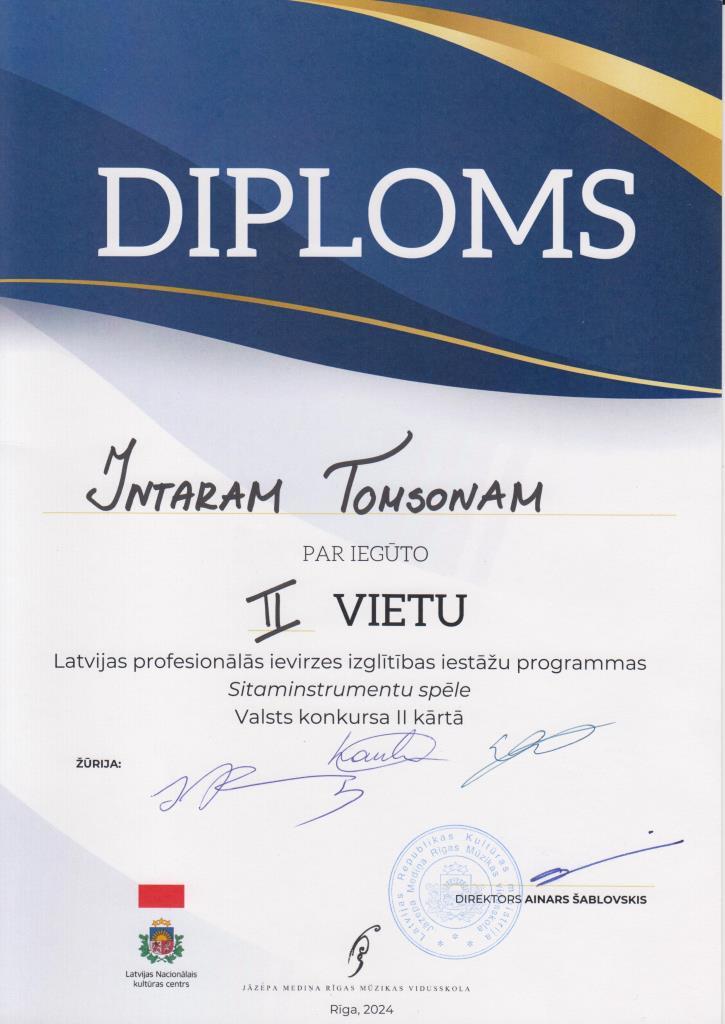 DIPLOMS
INTARAM TOMSONAM
PAR IEGŪTO
II VIETU
Latvijas profesionālās ievirzes izglītības iestāžu programmas
Sitaminstrumentu spēle
Valsts konkursa II kārtā
ŽŪRIJA:
Latvijas Republikas Kultūras ministrija
Jāzepa Mediņa Rīgas Mūzikas vidusskola
DIREKTORS AINARS ŠABLOVSKIS
Latvijas Nacionālais
kultūras centrs
JĀZEPA MEDIŅA RĪGAS MŪZIKAS VIDUSSKOLA
Rīga, 2024